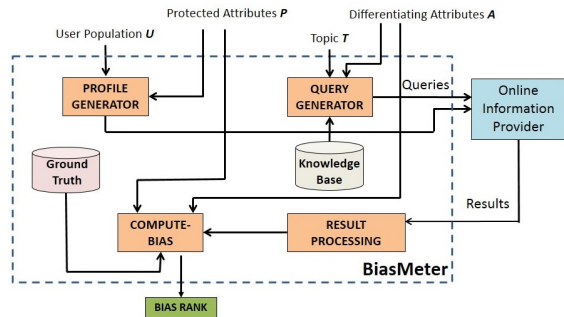 Protected Attributes P
Differentiating Attributes A
User Population U
Topic T
PROFILE
GENERATOR
QUERY
GENERATOR
Queries
Online
Information
Provider
Ground
Truth
Knowledge
Base
Results
COMPUTE-
BIAS
RESULT
PROCESSING
BiasMeter
BIAS RANK